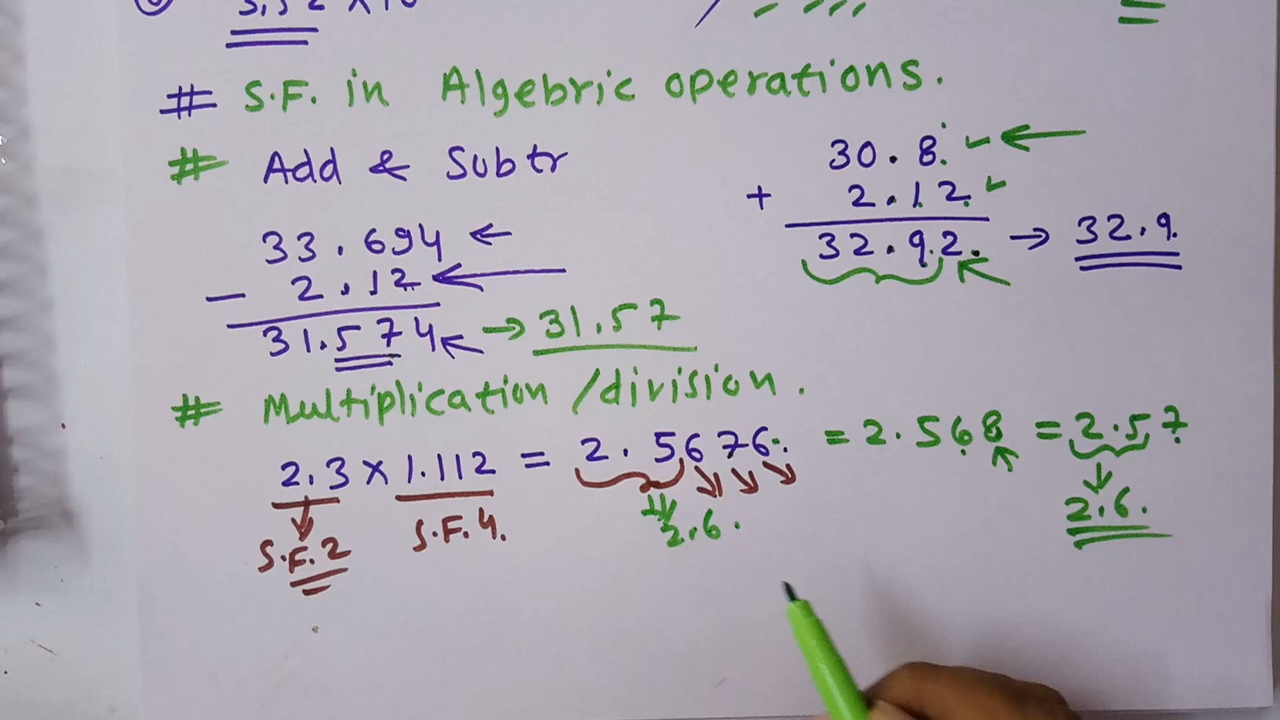 # S.F. in Algebric operations.
# Add & Subtr
33.694
- 2.12
31.574 → 31.57
30.8
+ 2.12
32.92 → 32.9
# Multiplication/division.
2.3 × 1.112 = 2.5676 = 2.568 = 2.57
S.F.2 S.F.4. 2.6. 2.6.